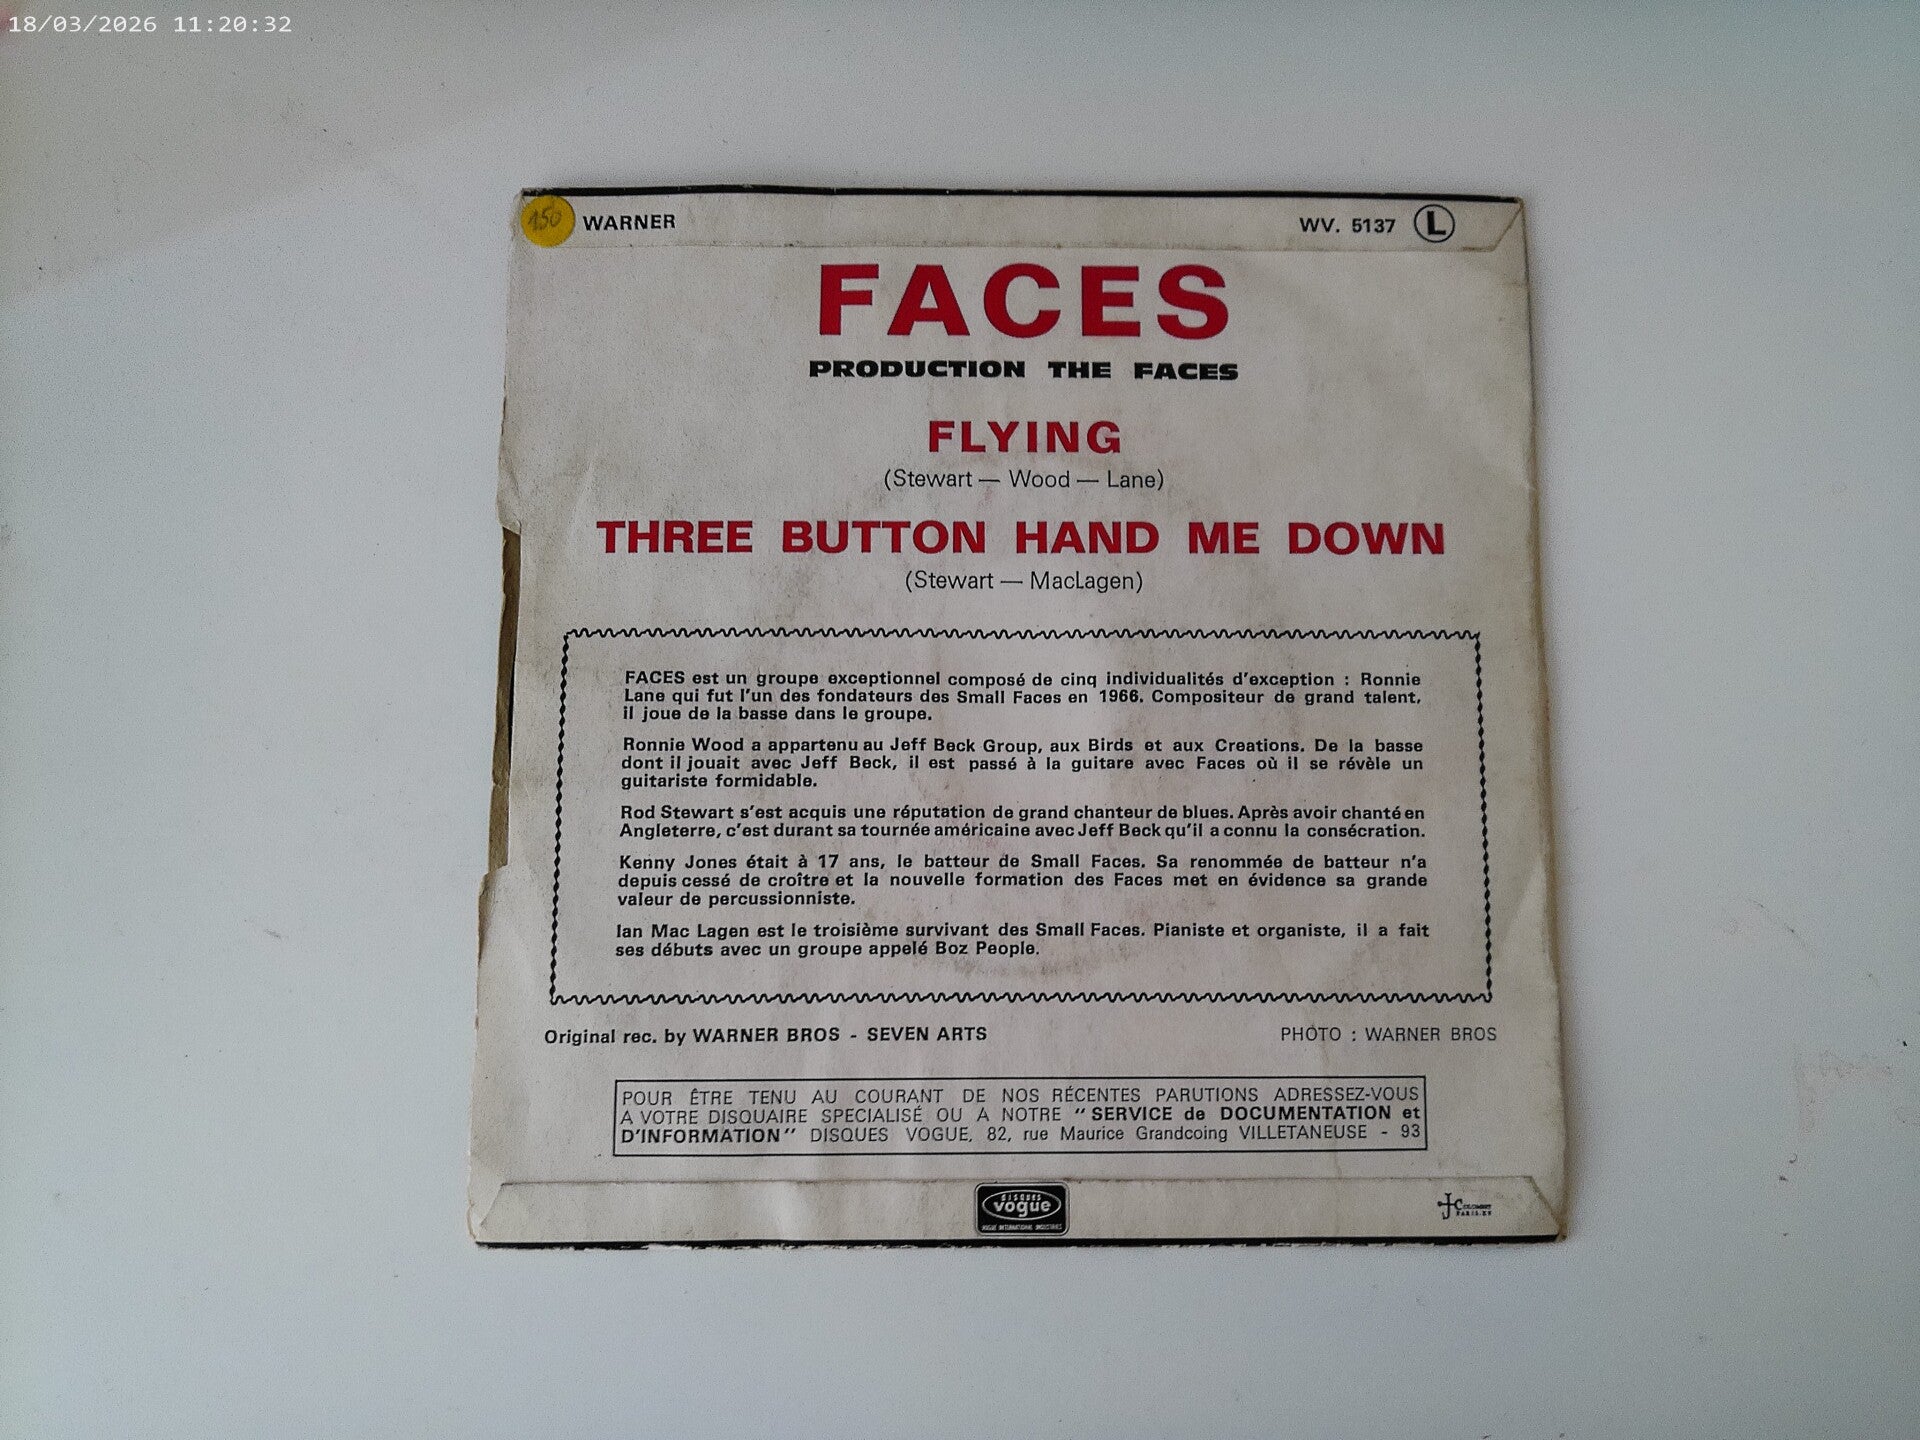 18/03/2026 11:20:32
150
WARNER
WV. 5137 L
FACES
PRODUCTION THE FACES
FLYING
(Stewart — Wood — Lane)
THREE BUTTON HAND ME DOWN
(Stewart — MacLagen)
FACES est un groupe exceptionnel composé de cinq individualités d'exception : Ronnie
Lane qui fut l'un des fondateurs des Small Faces en 1966. Compositeur de grand talent,
il joue de la basse dans le groupe.
Ronnie Wood a appartenu au Jeff Beck Group, aux Birds et aux Creations. De la basse
dont il jouait avec Jeff Beck, il est passé à la guitare avec Faces où il se révèle un
guitariste formidable.
Rod Stewart s'est acquis une réputation de grand chanteur de blues. Après avoir chanté en
Angleterre, c'est durant sa tournée américaine avec Jeff Beck qu'il a connu la consécration.
Kenny Jones était à 17 ans, le batteur de Small Faces. Sa renommée de batteur n'a
depuis cessé de croître et la nouvelle formation des Faces met en évidence sa grande
valeur de percussionniste.
Ian Mac Lagen est le troisième survivant des Small Faces. Pianiste et organiste, il a fait
ses débuts avec un groupe appelé Boz People.
Original rec. by WARNER BROS - SEVEN ARTS
PHOTO : WARNER BROS
POUR ÊTRE TENU AU COURANT DE NOS RÉCENTES PARUTIONS ADRESSEZ-VOUS
A VOTRE DISQUAIRE SPECIALISÉ OU A NOTRE "SERVICE de DOCUMENTATION et
D'INFORMATION" DISQUES VOGUE, 82, rue Maurice Grandcoing VILLETANEUSE - 93
DISQUES
vogue
VOGUE INTERNATIONAL INDUSTRIES